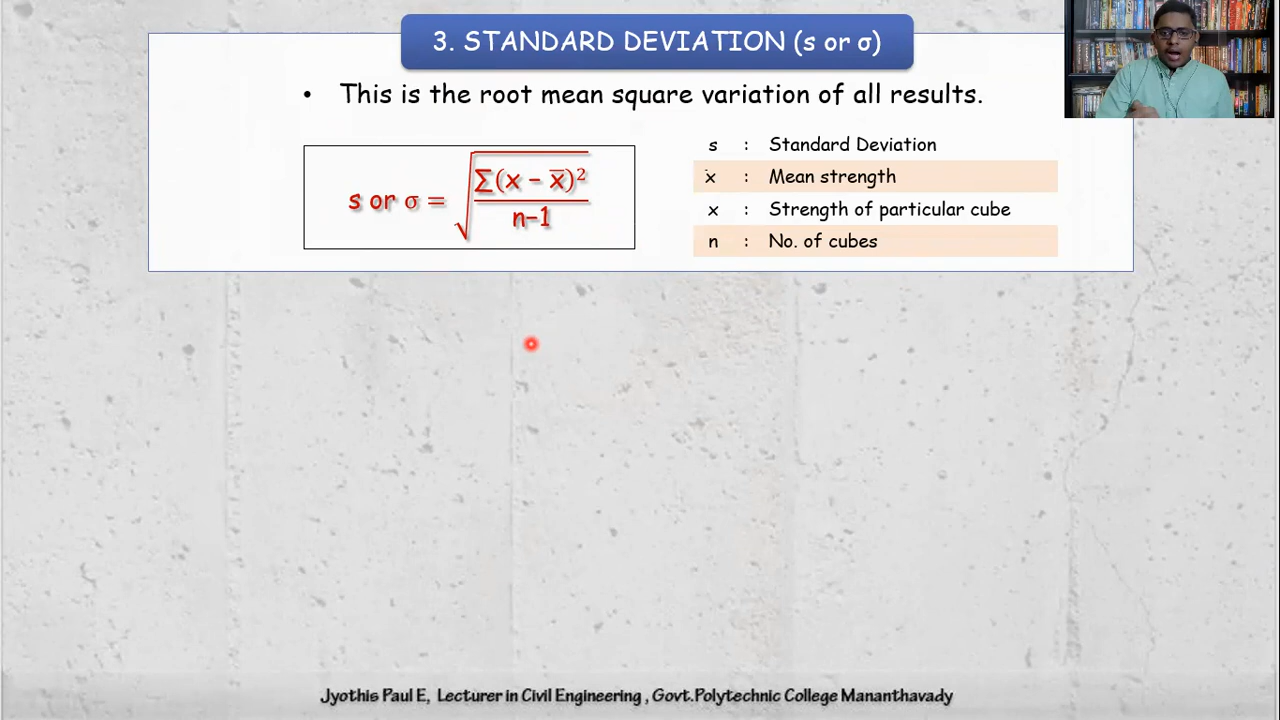 3. STANDARD DEVIATION (s or σ)
• This is the root mean square variation of all results.
s or σ = √(∑(x − x̅)² / n−1)
s : Standard Deviation
ẋ : Mean strength
x : Strength of particular cube
n : No. of cubes
Jyothis Paul E, Lecturer in Civil Engineering , Govt.Polytechnic College Mananthavady